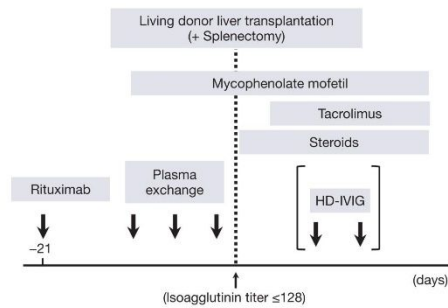 Living donor liver transplantation
(+ Splenectomy)
Mycophenolate mofetil
Tacrolimus
Steroids
Rituximab
Plasma
exchange
HD-IVIG
−21
(days)
(Isoagglutinin titer ≤128)